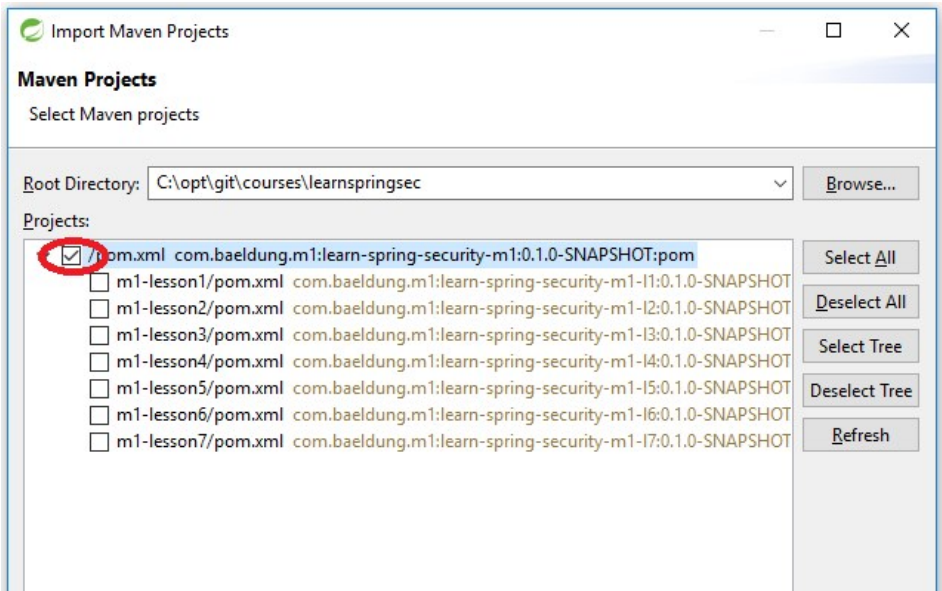 Import Maven Projects
Maven Projects
Select Maven projects
Root Directory: C:\opt\git\courses\learnspringsec Browse...
Projects:
/pom.xml com.baeldung.m1:learn-spring-security-m1:0.1.0-SNAPSHOT:pom Select All
m1-lesson1/pom.xml com.baeldung.m1:learn-spring-security-m1-l1:0.1.0-SNAPSHOT
m1-lesson2/pom.xml com.baeldung.m1:learn-spring-security-m1-l2:0.1.0-SNAPSHOT Deselect All
m1-lesson3/pom.xml com.baeldung.m1:learn-spring-security-m1-l3:0.1.0-SNAPSHOT Select Tree
m1-lesson4/pom.xml com.baeldung.m1:learn-spring-security-m1-l4:0.1.0-SNAPSHOT
m1-lesson5/pom.xml com.baeldung.m1:learn-spring-security-m1-l5:0.1.0-SNAPSHOT Deselect Tree
m1-lesson6/pom.xml com.baeldung.m1:learn-spring-security-m1-l6:0.1.0-SNAPSHOT
m1-lesson7/pom.xml com.baeldung.m1:learn-spring-security-m1-l7:0.1.0-SNAPSHOT Refresh